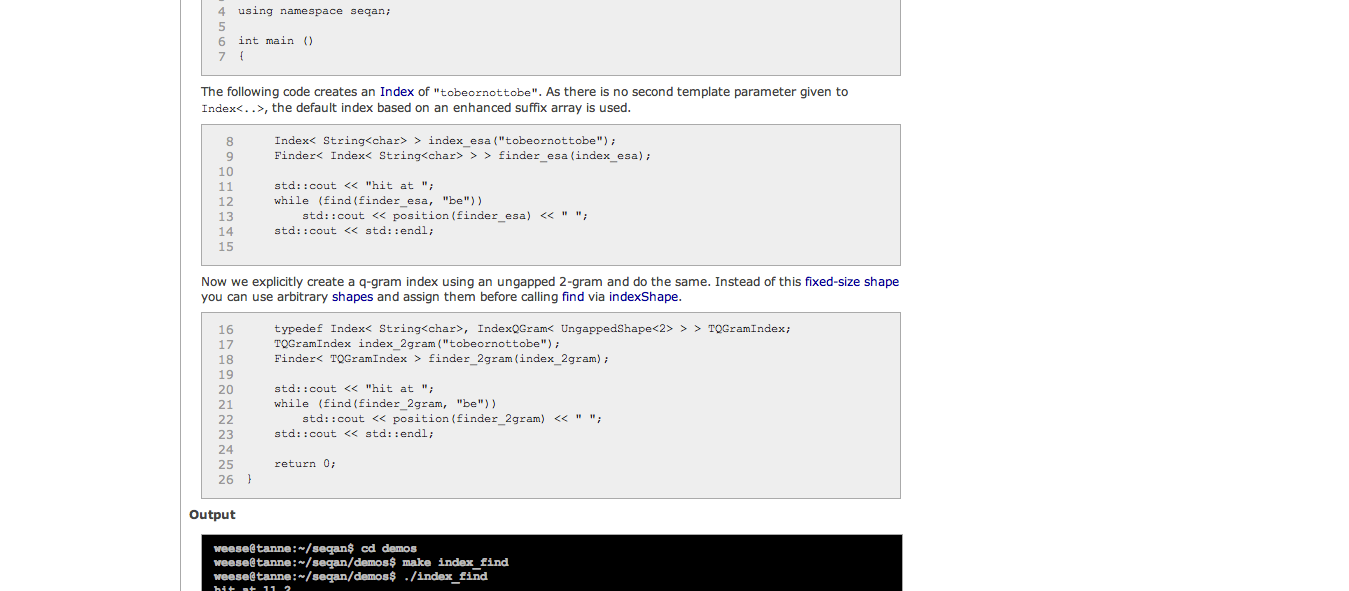 4 using namespace seqan;
5
6 int main ()
7 {
The following code creates an Index of "tobeornottobe". As there is no second template parameter given to
Index<..>, the default index based on an enhanced suffix array is used.
8 Index< String<char> > index_esa("tobeornottobe");
9 Finder< Index< String<char> > > finder_esa(index_esa);
10
11 std::cout << "hit at ";
12 while (find(finder_esa, "be"))
13 std::cout << position(finder_esa) << " ";
14 std::cout << std::endl;
15
Now we explicitly create a q-gram index using an ungapped 2-gram and do the same. Instead of this fixed-size shape
you can use arbitrary shapes and assign them before calling find via indexShape.
16 typedef Index< String<char>, IndexQGram< UngappedShape<2> > > TQGramIndex;
17 TQGramIndex index_2gram("tobeornottobe");
18 Finder< TQGramIndex > finder_2gram(index_2gram);
19
20 std::cout << "hit at ";
21 while (find(finder_2gram, "be"))
22 std::cout << position(finder_2gram) << " ";
23 std::cout << std::endl;
24
25 return 0;
26 }
Output
weese@tanne:~/seqan$ cd demos
weese@tanne:~/seqan/demos$ make index_find
weese@tanne:~/seqan/demos$ ./index_find
hit at 11 2